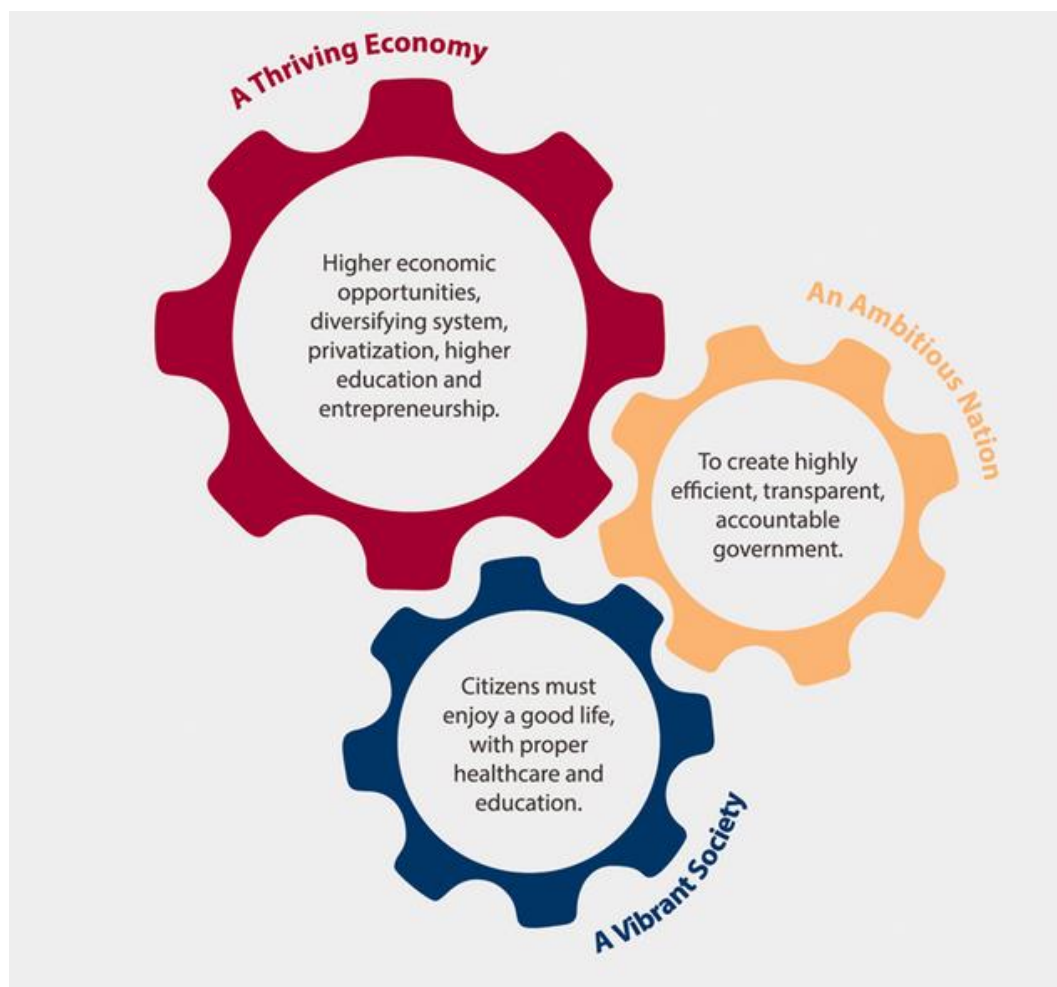 A Thriving Economy
Higher economic
opportunities,
diversifying system,
privatization, higher
education and
entrepreneurship.
An Ambitious Nation
To create highly
efficient, transparent,
accountable
government.
Citizens must
enjoy a good life,
with proper
healthcare and
education.
A Vibrant Society